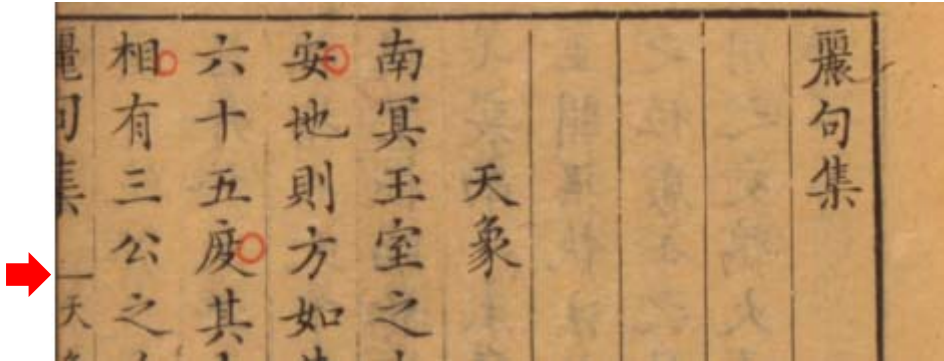 麗句集
天象
南冥玉室之
安地則方如
六十五度其
相有三公之
麗句集 一 天